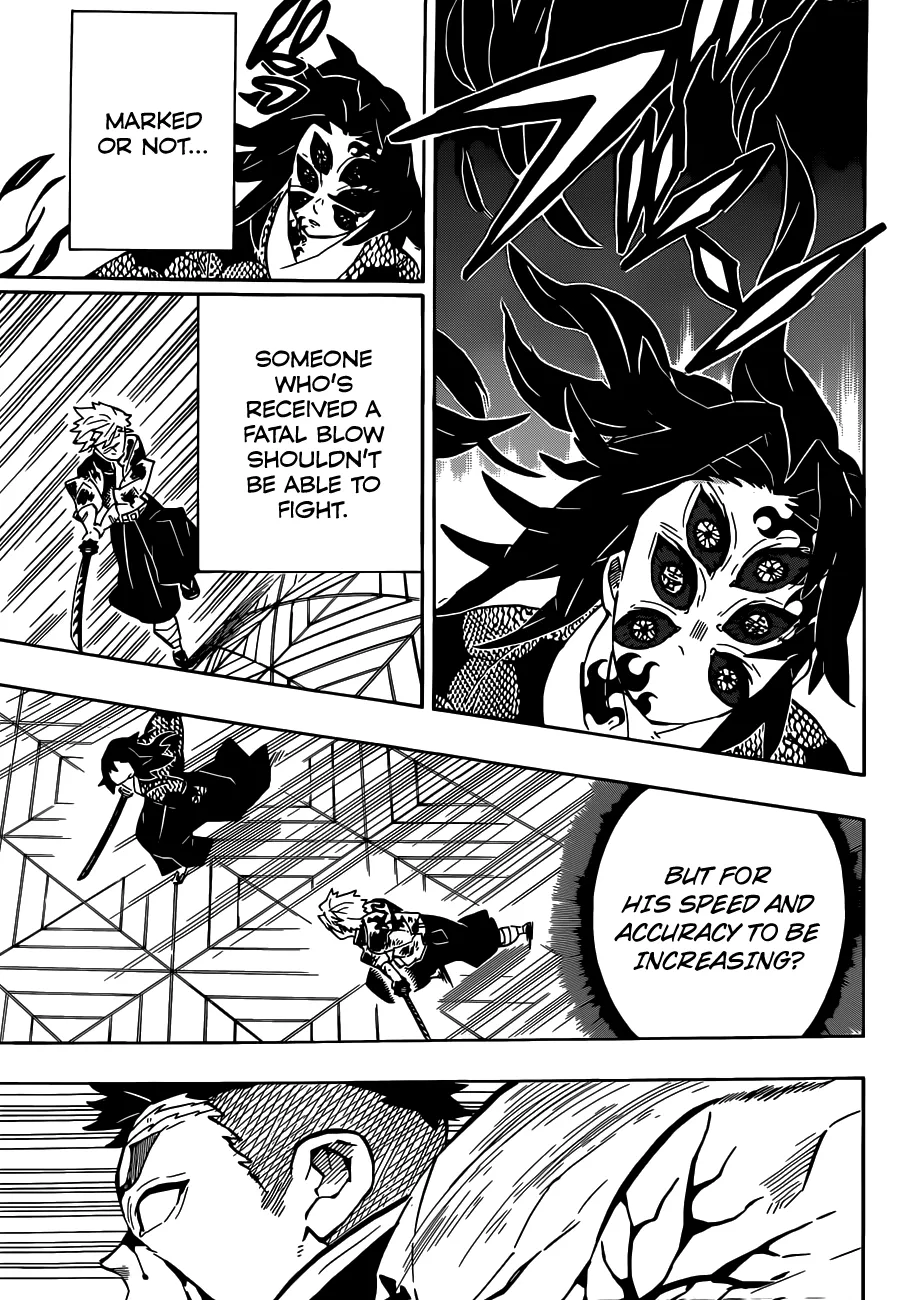 MARKED
OR NOT...
SOMEONE
WHO'S
RECEIVED A
FATAL BLOW
SHOULDN'T
BE ABLE TO
FIGHT.
BUT FOR
HIS SPEED AND
ACCURACY TO BE
INCREASING?